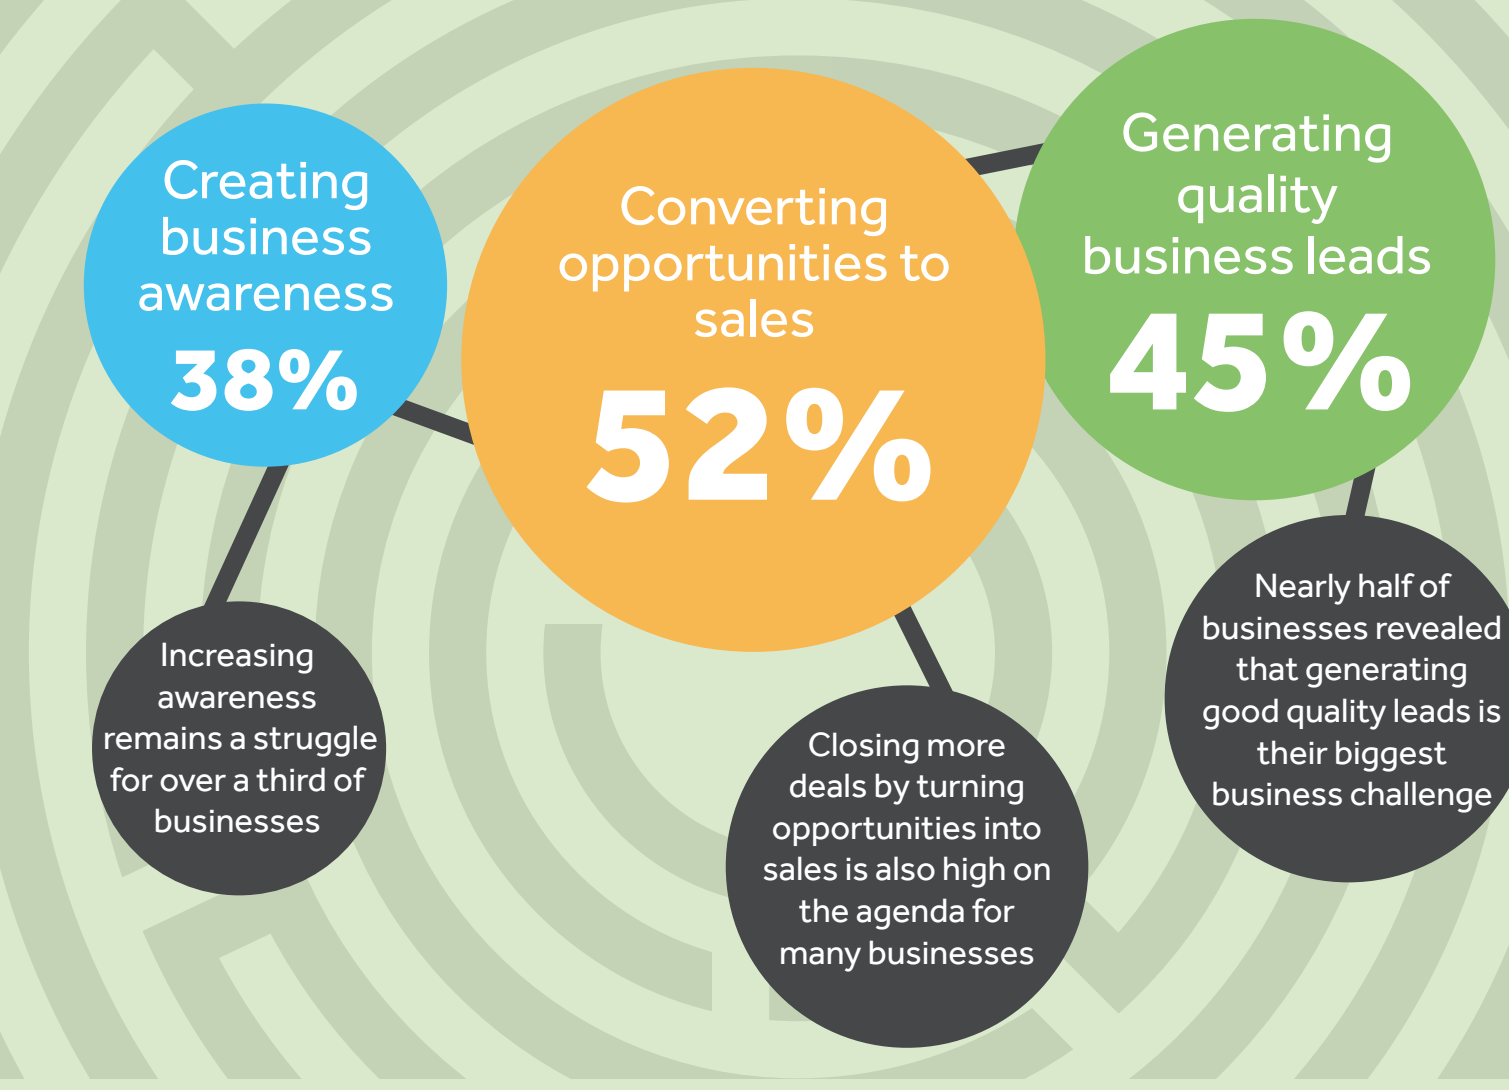 Creating
business
awareness
38%
Increasing
awareness
remains a struggle
for over a third of
businesses
Converting
opportunities to
sales
52%
Closing more
deals by turning
opportunities into
sales is also high on
the agenda for
many businesses
Generating
quality
business leads
45%
Nearly half of
businesses revealed
that generating
good quality leads is
their biggest
business challenge